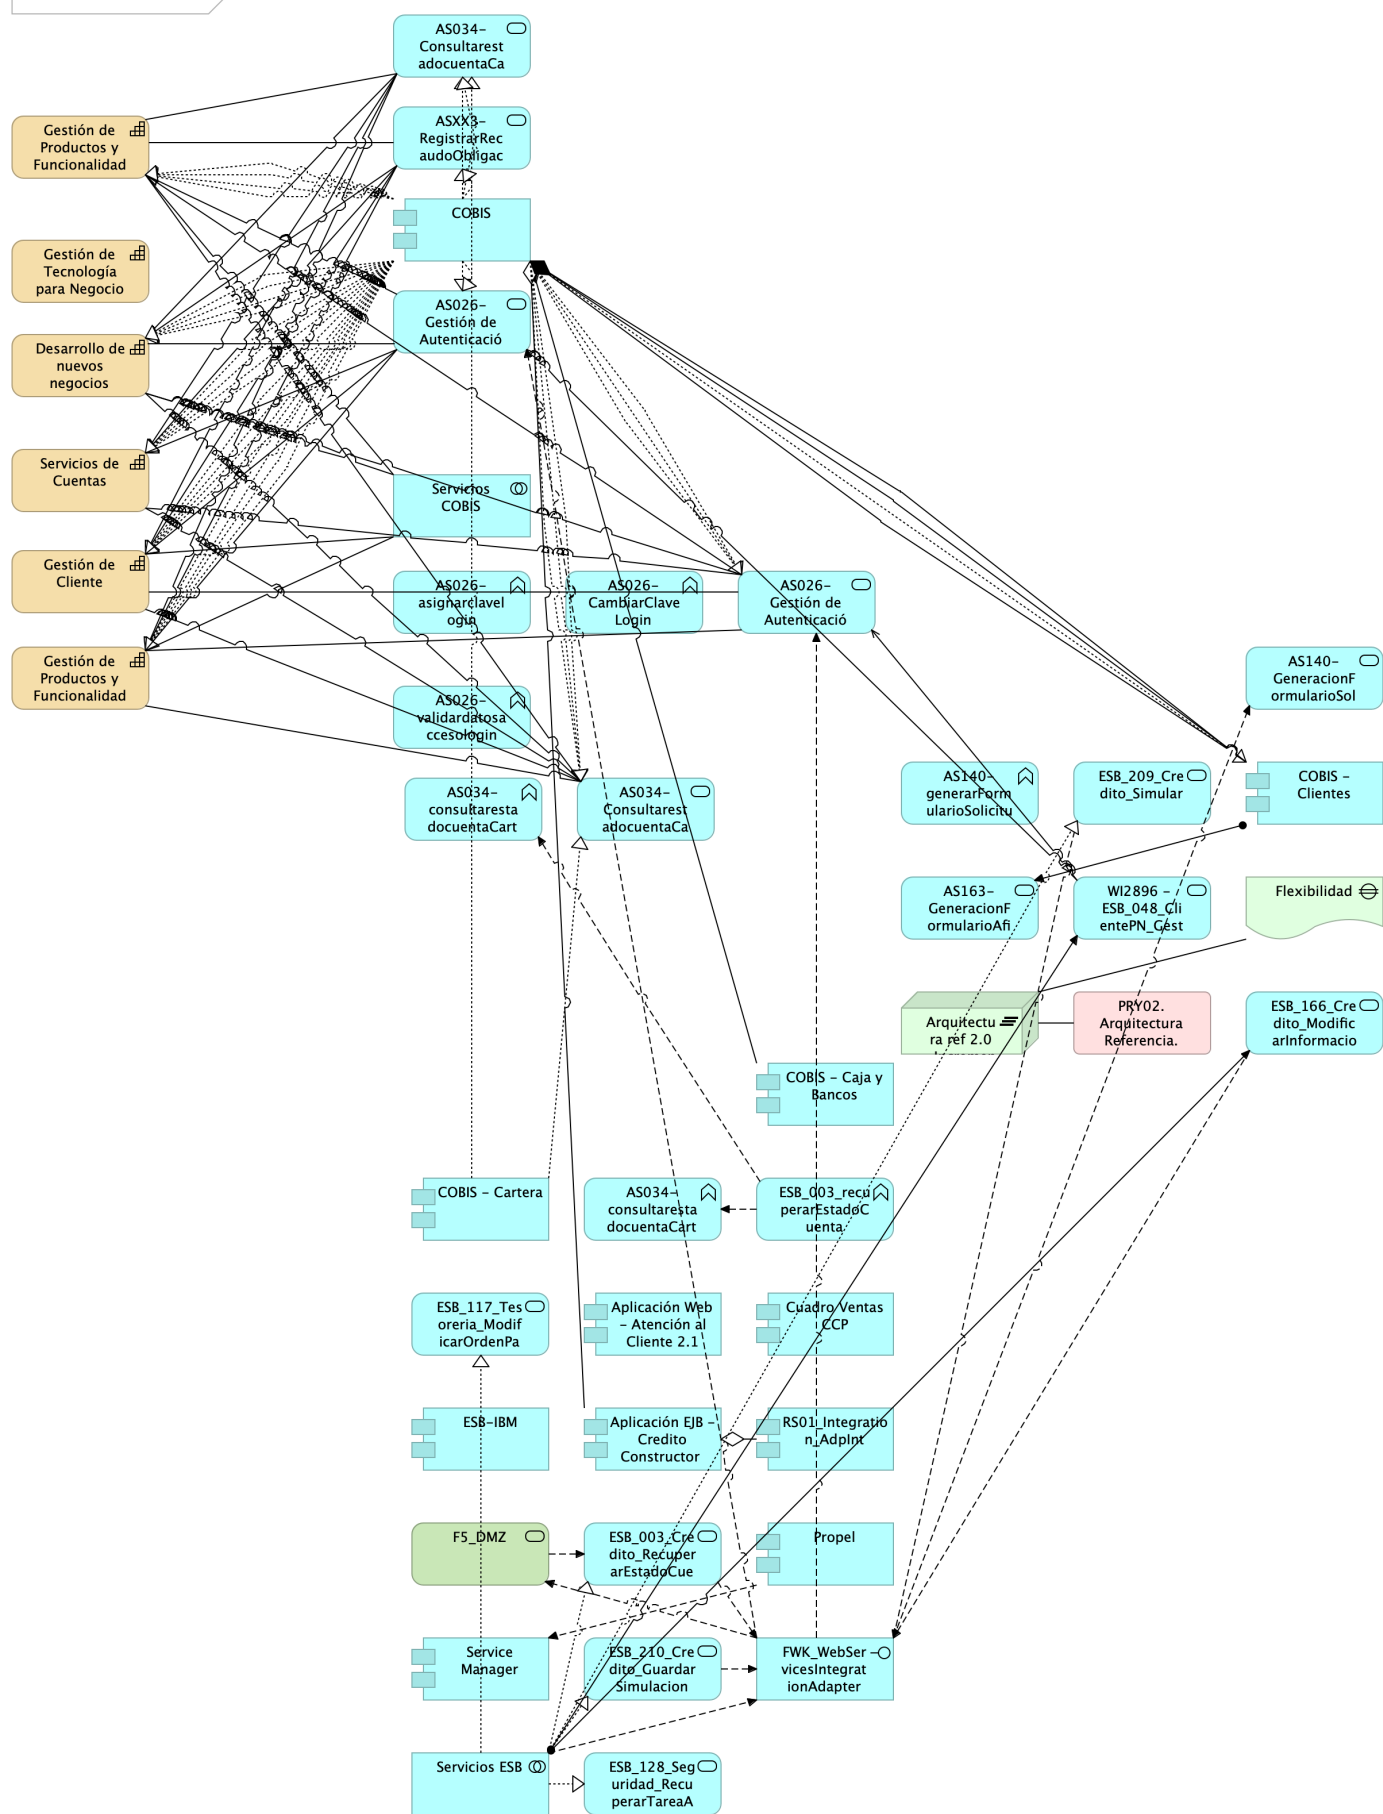 AS034-
Consultarest
adocuentaCa
Gestión de
Productos y
Funcionalidad
ASXX3-
RegistrarRec
audoObligac
COBIS
Gestión de
Tecnología
para Negocio
AS026-
Gestión de
Autenticació
Desarrollo de
nuevos
negocios
Servicios de
Cuentas
Servicios
COBIS
Gestión de
Cliente
AS026-
asignarclavel
ogin
AS026-
CambiarClave
Login
AS026-
Gestión de
Autenticació
Gestión de
Productos y
Funcionalidad
AS140-
GeneracionF
ormularioSol
AS026-
validardatosa
ccesologin
AS034-
consultaresta
docuentaCart
AS034-
Consultarest
adocuentaCa
AS140-
generarForm
ularioSolicitu
ESB_209_Cre
dito_Simular
COBIS -
Clientes
AS163-
GeneracionF
ormularioAfi
WI2896 -
ESB_048_Cli
entePN_Gest
Flexibilidad
Arquitectu
ra ref 2.0
PRY02.
Arquitectura
Referencia.
ESB_166_Cre
dito_Modific
arInformacio
COBIS - Caja y
Bancos
COBIS - Cartera
AS034-
consultaresta
docuentaCart
ESB_003_recu
perarEstadoC
uenta
ESB_117_Tes
oreria_Modif
icarOrdenPa
Aplicación Web
- Atención al
Cliente 2.1
Cuadro Ventas
CCP
ESB-IBM
Aplicación EJB -
Credito
Constructor
RS01_Integratio
n_AdpInt
F5_DMZ
ESB_003_Cre
dito_Recuper
arEstadoCue
Propel
Service
Manager
ESB_210_Cre
dito_Guardar
Simulacion
FWK_WebSer
vicesIntegrat
ionAdapter
Servicios ESB
ESB_128_Seg
uridad_Recu
perarTareaA